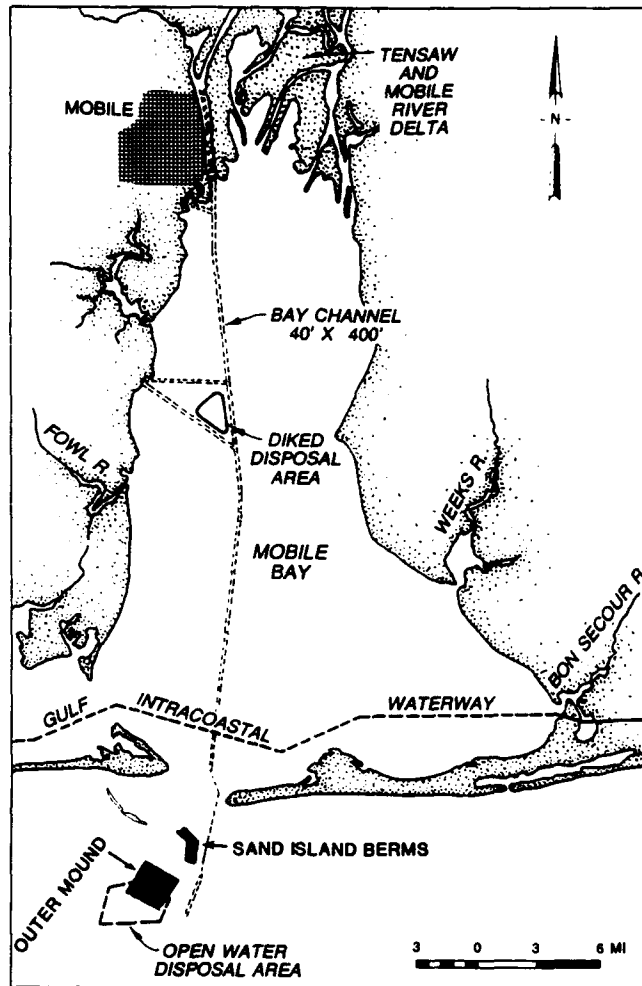 TENSAW
AND
MOBILE
RIVER
DELTA
MOBILE
N
BAY CHANNEL
40' X 400'
DIKED
DISPOSAL
AREA
FOWL R.
WEEKS R.
MOBILE
BAY
BON SECOUR R.
GULF INTRACOASTAL WATERWAY
SAND ISLAND BERMS
OUTER MOUND
OPEN WATER
DISPOSAL AREA
3 0 3 6 MI